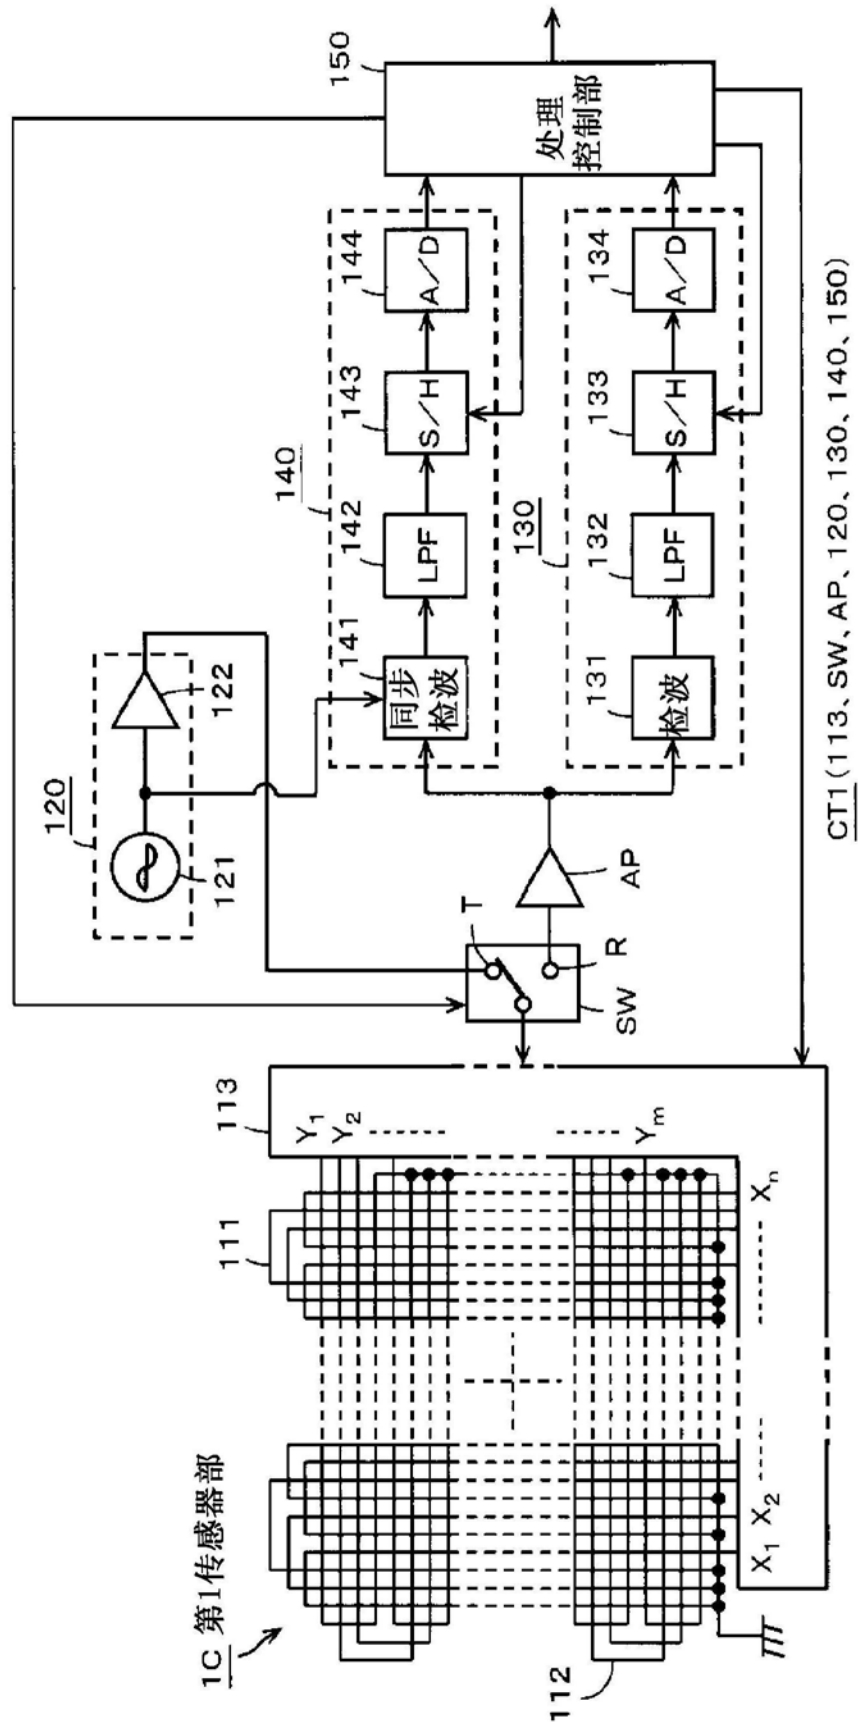 1C 第1传感器部
111
112
113
Y1
Y2
Ym
X1
X2
Xn
120
121
122
T
R
SW
AP
140
141
同步
检波
142
LPF
143
S/H
144
A/D
130
131
检波
132
LPF
133
S/H
134
A/D
150
处理
控制部
CT1(113、SW、AP、120、130、140、150)